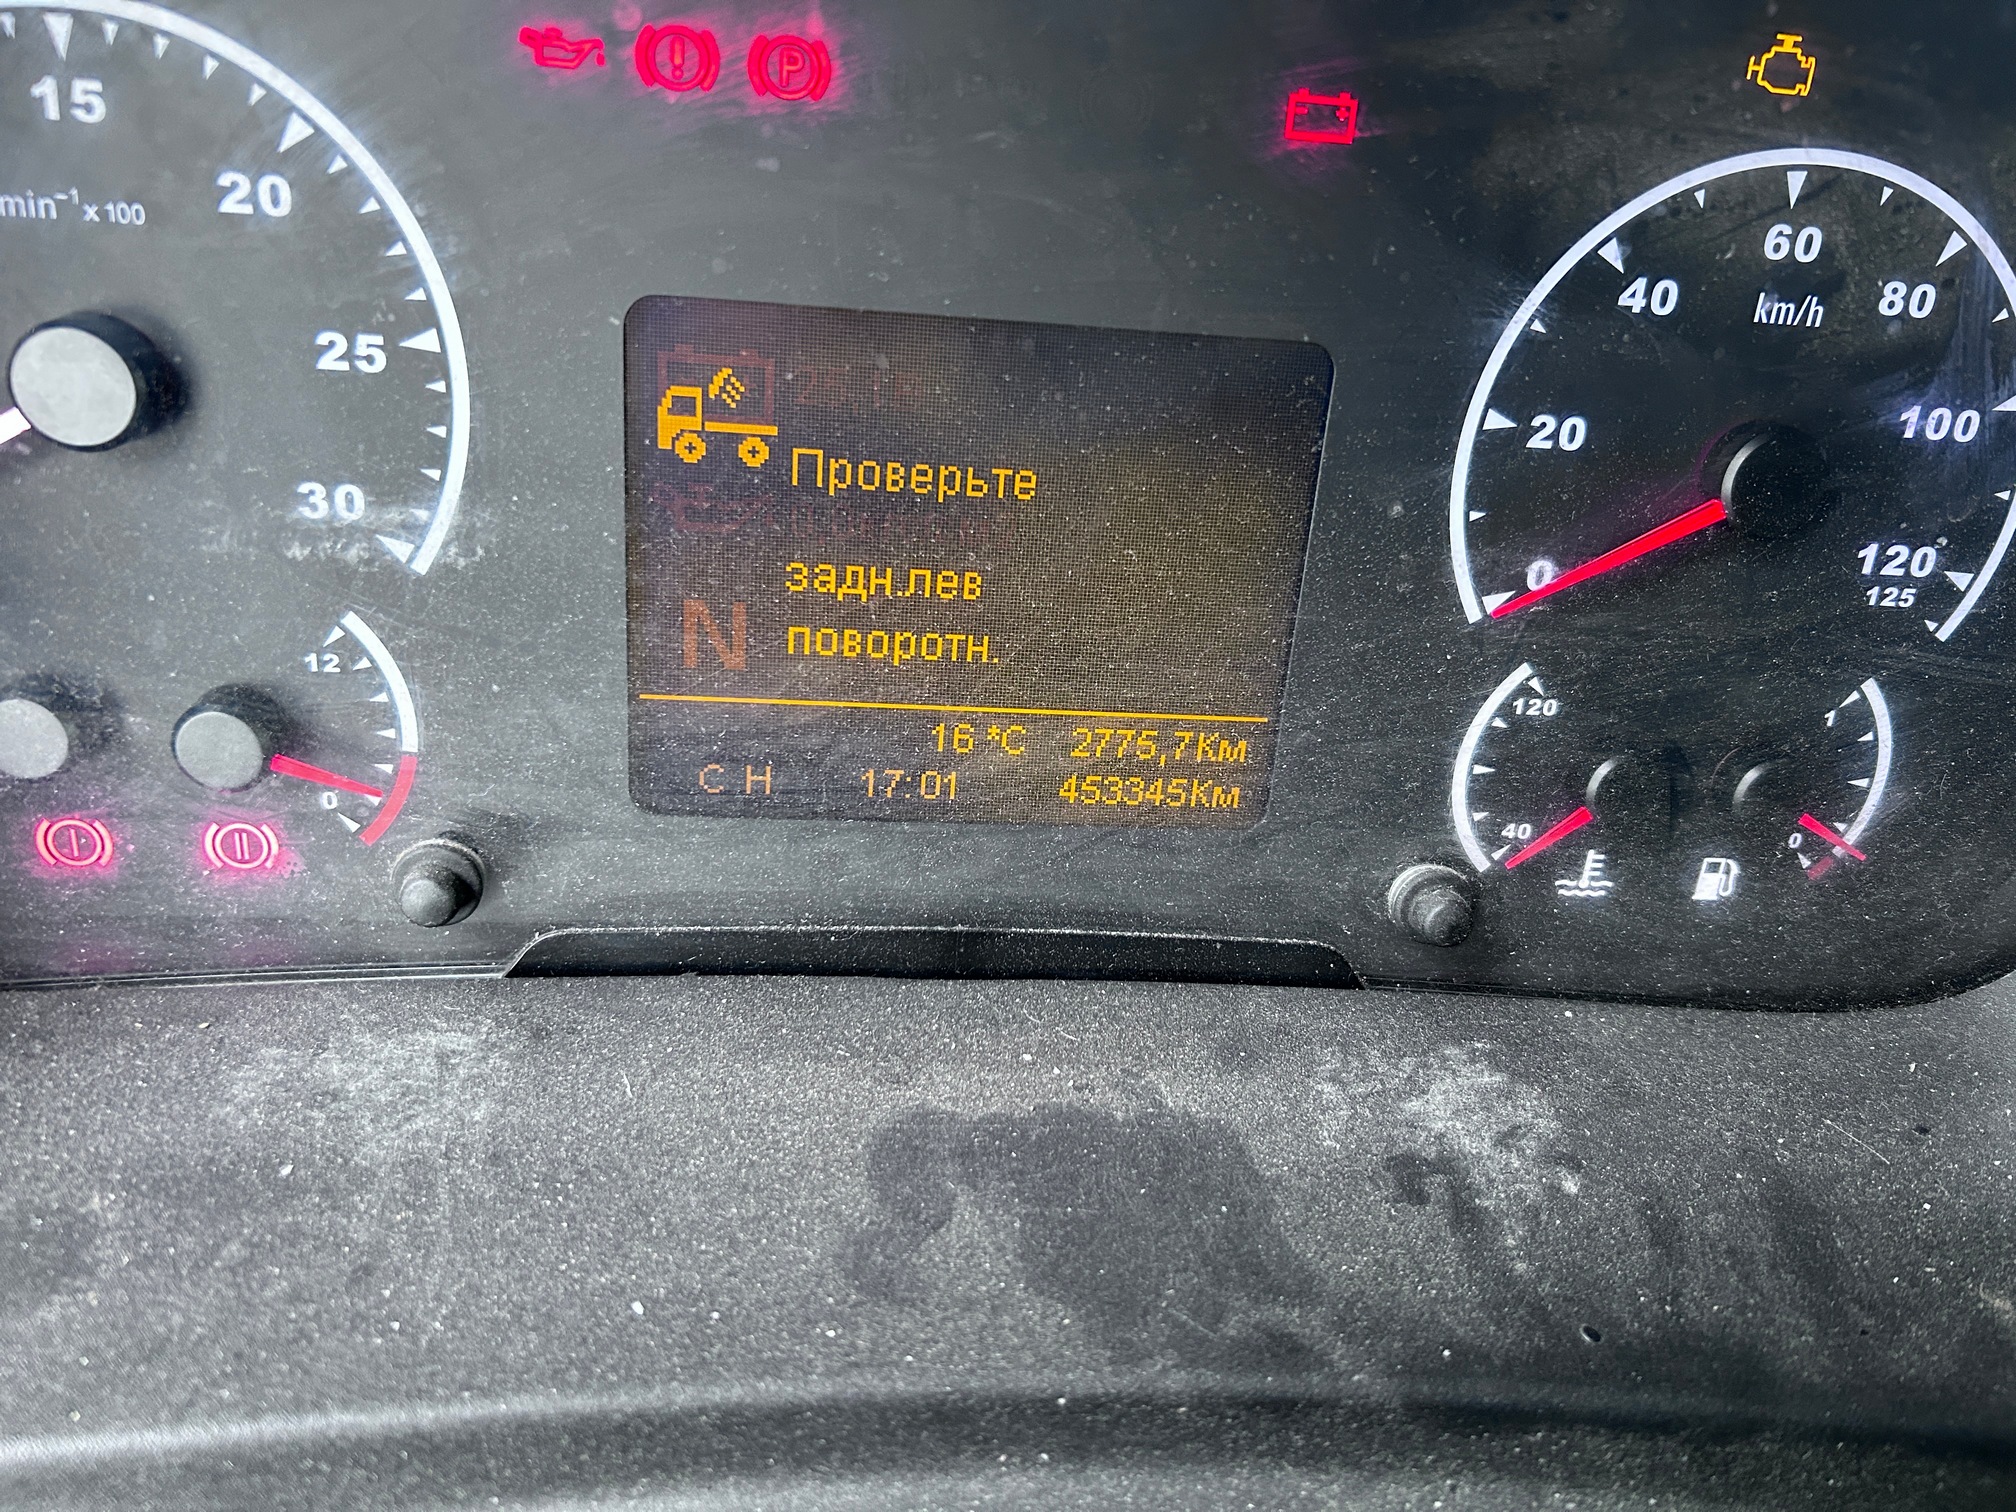 15
20
min⁻¹ x 100
25
30
12
0
P
Проверьте
задн.лев
поворотн.
N
16 °C 2775,7Км
С Н 17:01 453345Км
60
40
80
km/h
20
100
0
120
125
120
40
1
0